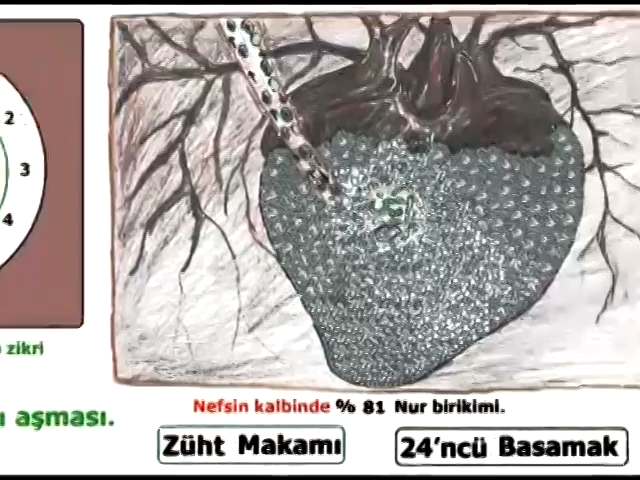 2
3
4
zikri
aşması.
Nefsin kalbinde % 81 Nur birikimi.
Züht Makamı
24'ncü Basamak